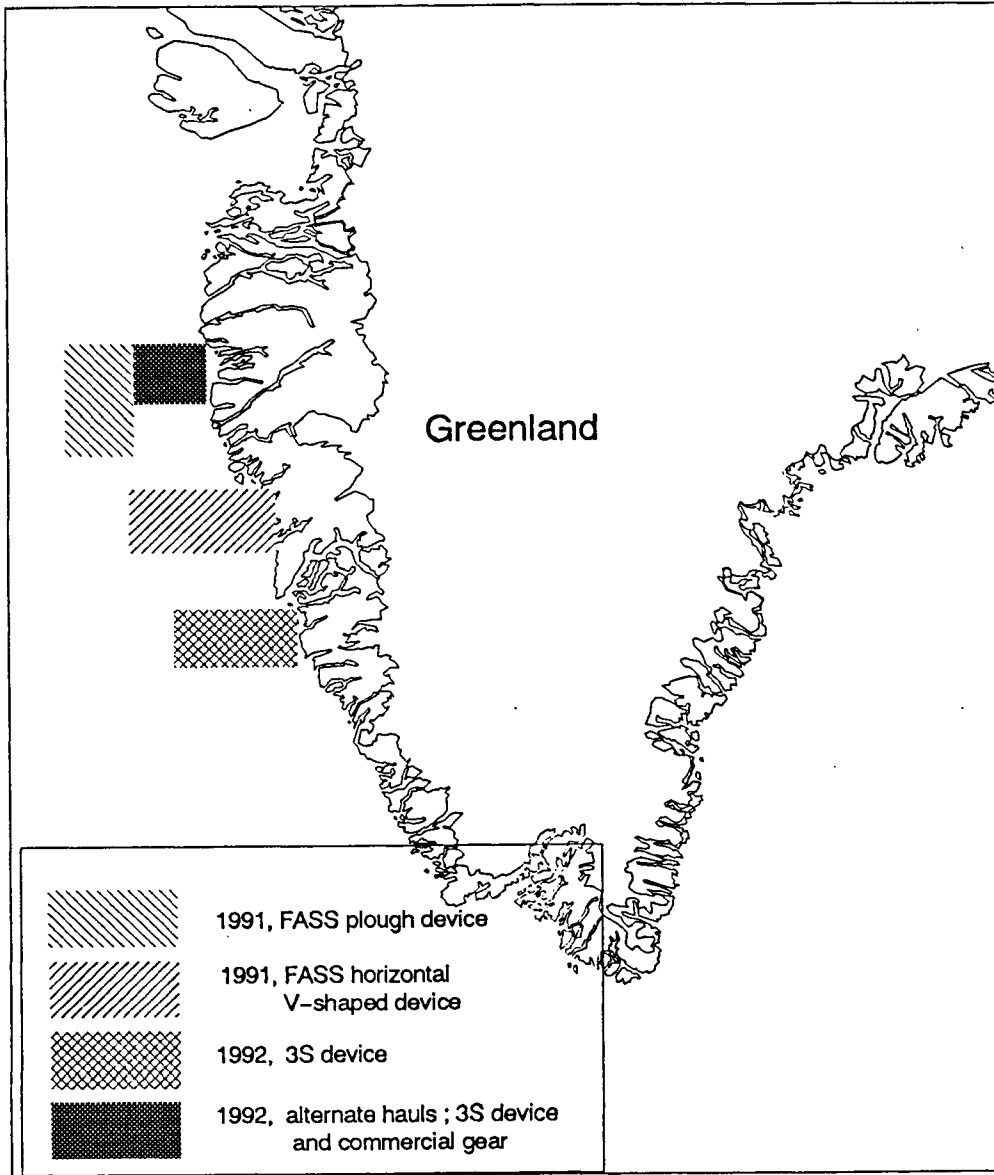 Greenland
1991, FASS plough device
1991, FASS horizontal
V-shaped device
1992, 3S device
1992, alternate hauls ; 3S device
and commercial gear